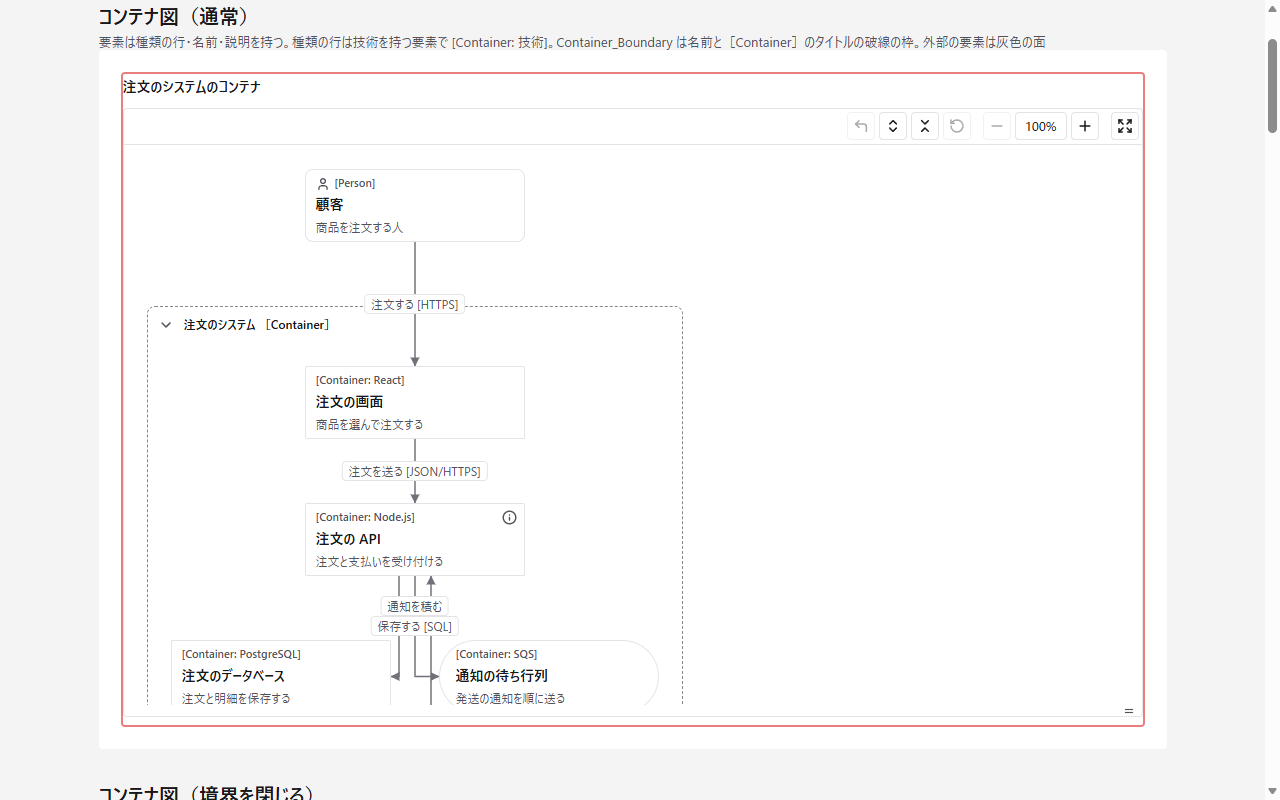 コンテナ図（通常）
要素は種類の行・名前・説明を持つ。種類の行は技術を持つ要素で [Container: 技術]。Container_Boundary は名前と［Container］のタイトルの破線の枠。外部の要素は灰色の面
注文のシステムのコンテナ
100%
[Person]
顧客
商品を注文する人
注文する [HTTPS]
注文のシステム ［Container］
[Container: React]
注文の画面
商品を選んで注文する
注文を送る [JSON/HTTPS]
[Container: Node.js]
注文の API
注文と支払いを受け付ける
通知を積む
保存する [SQL]
[Container: PostgreSQL]
注文のデータベース
注文と明細を保存する
[Container: SQS]
通知の待ち行列
発送の通知を順に送る
コンテナ図（境界を閉じる）